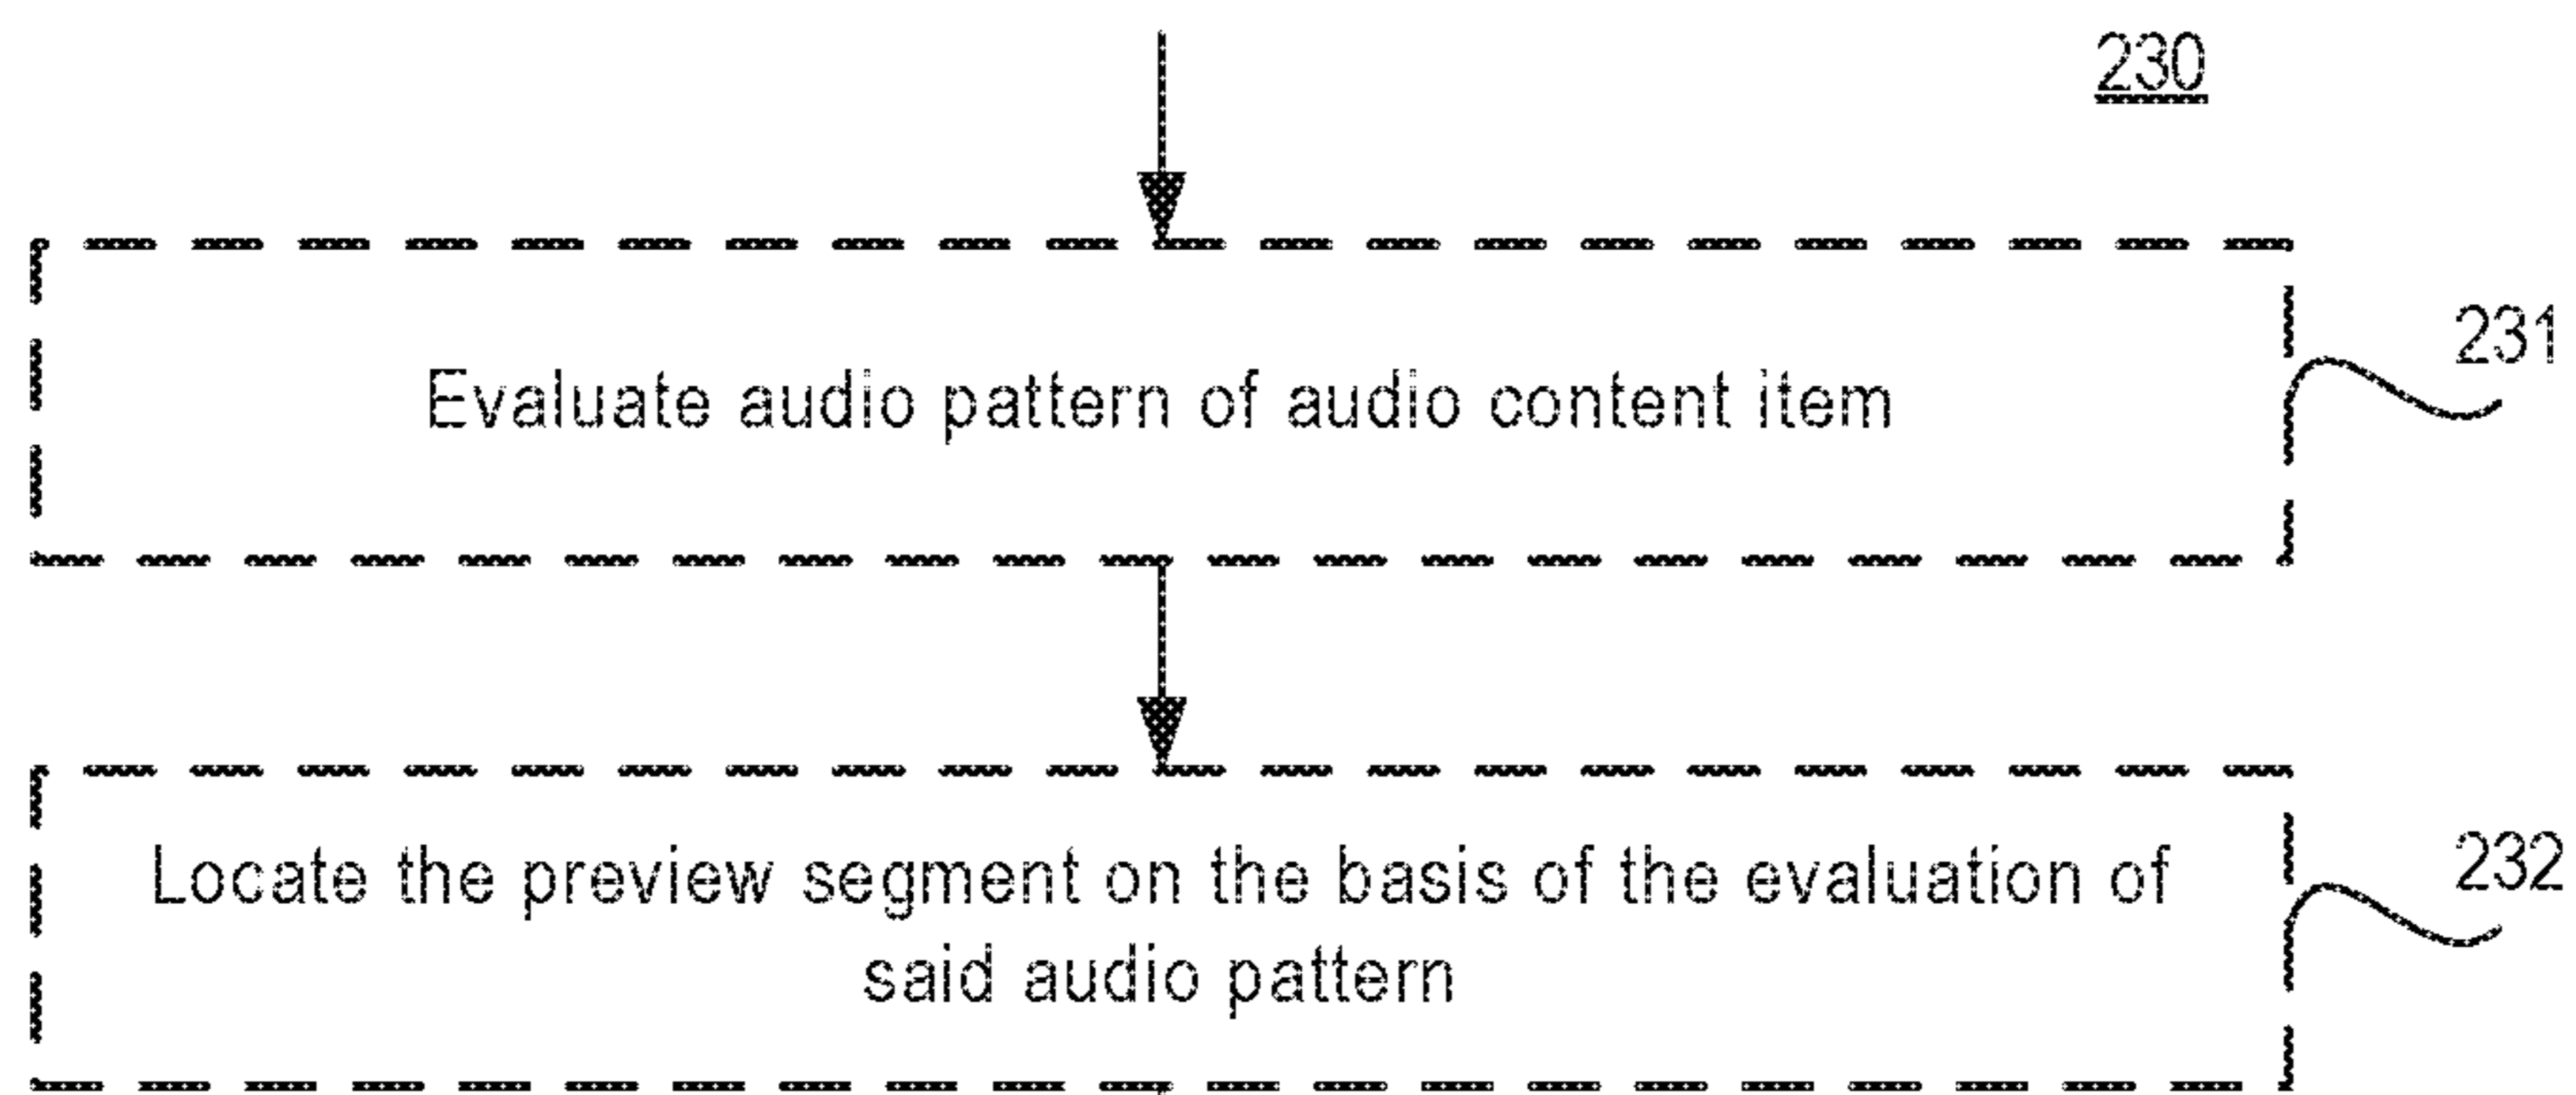 230
231
Evaluate audio pattern of audio content item
Locate the preview segment on the basis of the evaluation of
232
said audio pattern